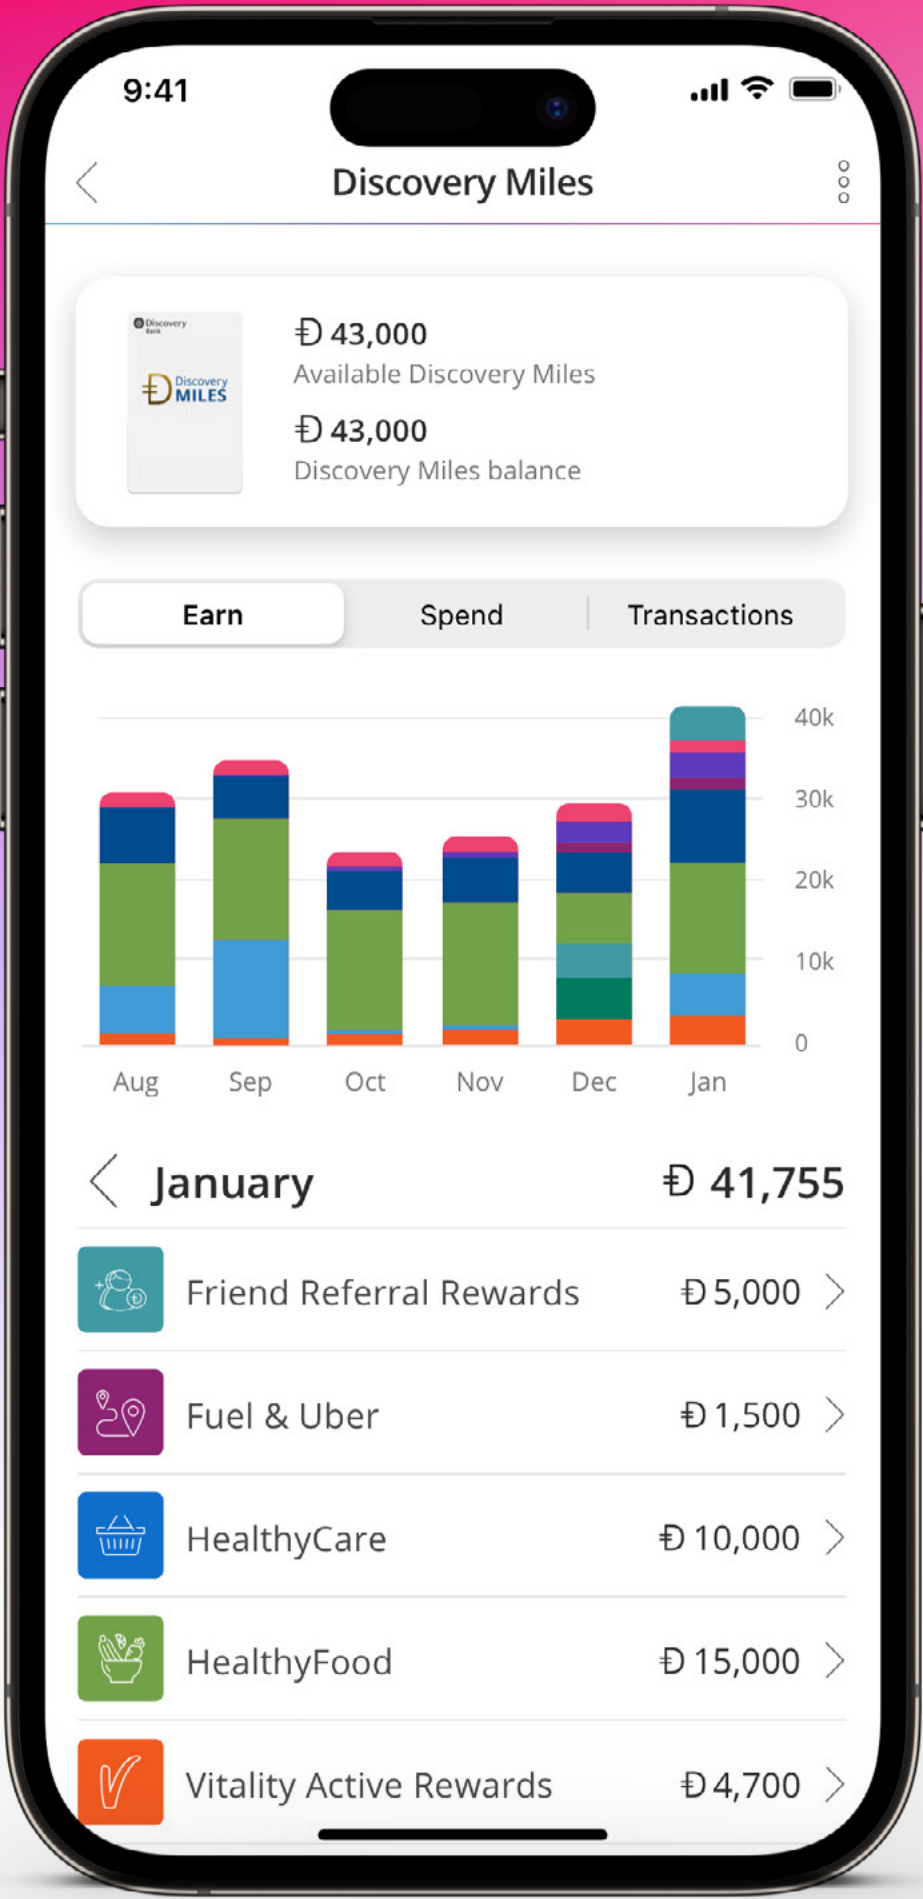 9:41
Discovery Miles
Discovery
Bank
Discovery
MILES
Đ 43,000
Available Discovery Miles
Đ 43,000
Discovery Miles balance
Earn Spend Transactions
40k
30k
20k
10k
0
Aug Sep Oct Nov Dec Jan
January Đ 41,755
Friend Referral Rewards Đ 5,000
Fuel & Uber Đ 1,500
HealthyCare Đ 10,000
HealthyFood Đ 15,000
Vitality Active Rewards Đ 4,700